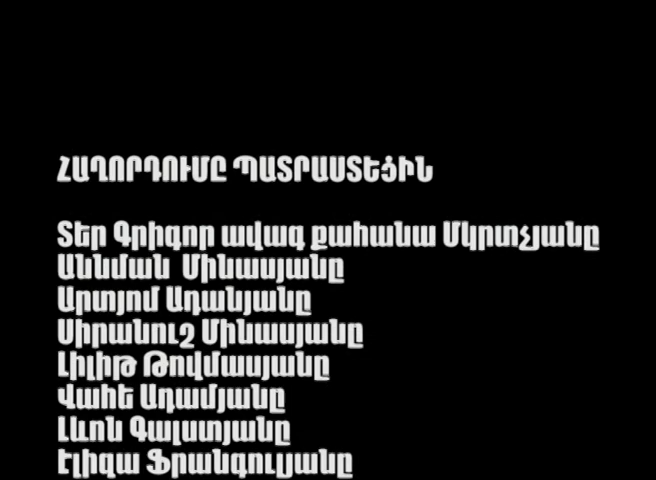 ՀԱՂՈՐԴՈՒՄԸ ՊԱՏՐԱՍՏԵՑԻՆ
Տեր Գրիգոր ավագ քահանա Մկրտչյանը
Աննման Մինասյանը
Արտյոմ Ադանյանը
Սիրանուշ Մինասյանը
Լիլիթ Թովմասյանը
Վահե Ադամյանը
Լևոն Գալստյանը
Էլիզա Ֆրանգուլյանը